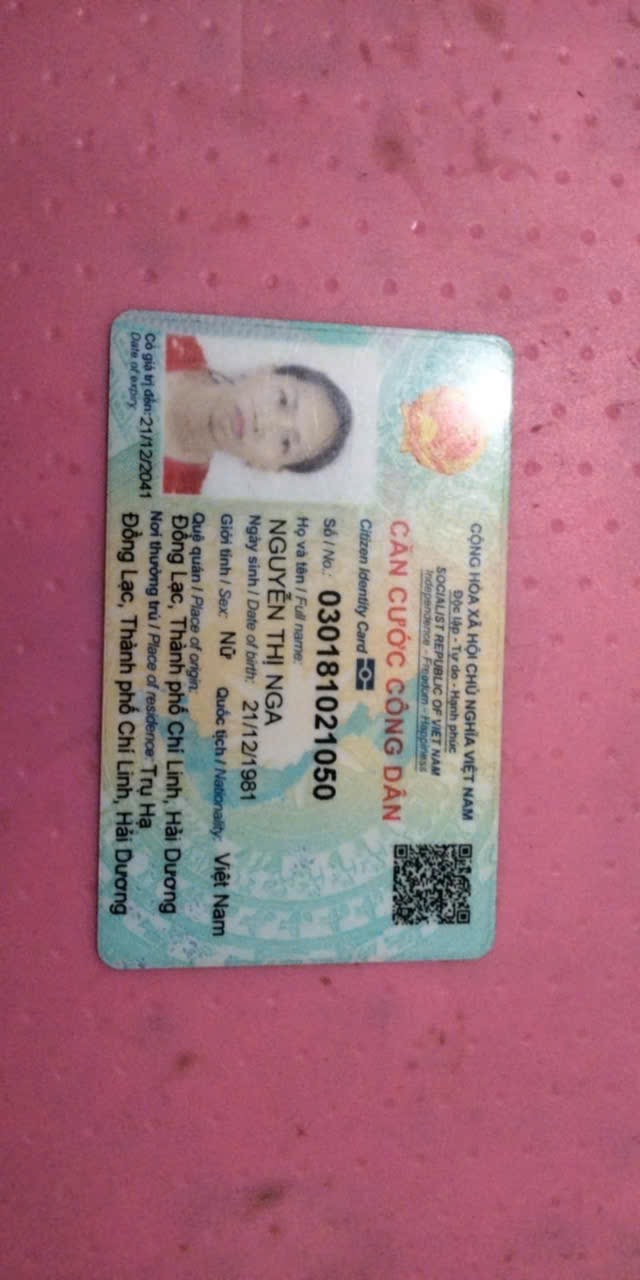 CỘNG HÒA XÃ HỘI CHỦ NGHĨA VIỆT NAM
Độc lập - Tự do - Hạnh phúc
SOCIALIST REPUBLIC OF VIET NAM
Independence - Freedom - Happiness
CĂN CƯỚC CÔNG DÂN
Citizen Identity Card
Số / No.: 030181021050
Họ và tên / Full name:
NGUYỄN THỊ NGA
Ngày sinh / Date of birth: 21/12/1981
Giới tính / Sex: Nữ Quốc tịch / Nationality: Việt Nam
Quê quán / Place of origin:
Đồng Lạc, Thành phố Chí Linh, Hải Dương
Nơi thường trú / Place of residence: Trụ Hạ
Đồng Lạc, Thành phố Chí Linh, Hải Dương
Có giá trị đến: 21/12/2041
Date of expiry